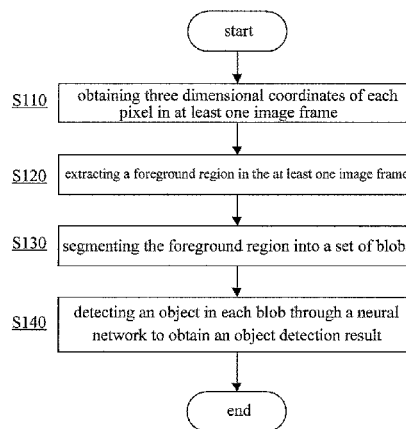 start
S110
obtaining three dimensional coordinates of each
pixel in at least one image frame
S120
extracting a foreground region in the at least one image frame
S130
segmenting the foreground region into a set of blob
S140
detecting an object in each blob through a neural
network to obtain an object detection result
end